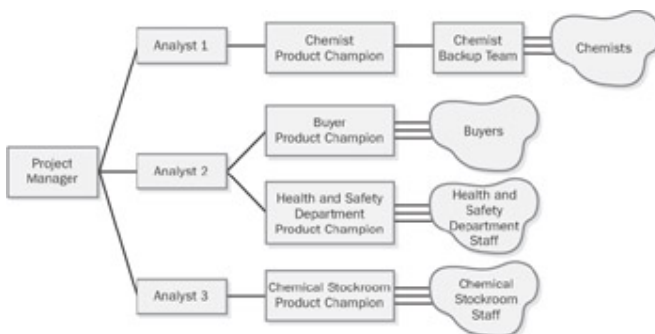 Analyst 1
Chemist
Product Champion
Chemist
Backup Team
Chemists
Buyer
Product Champion
Buyers
Project
Manager
Analyst 2
Health and Safety
Department
Product Champion
Health and
Safety
Department
Staff
Analyst 3
Chemical Stockroom
Product Champion
Chemical
Stockroom
Staff